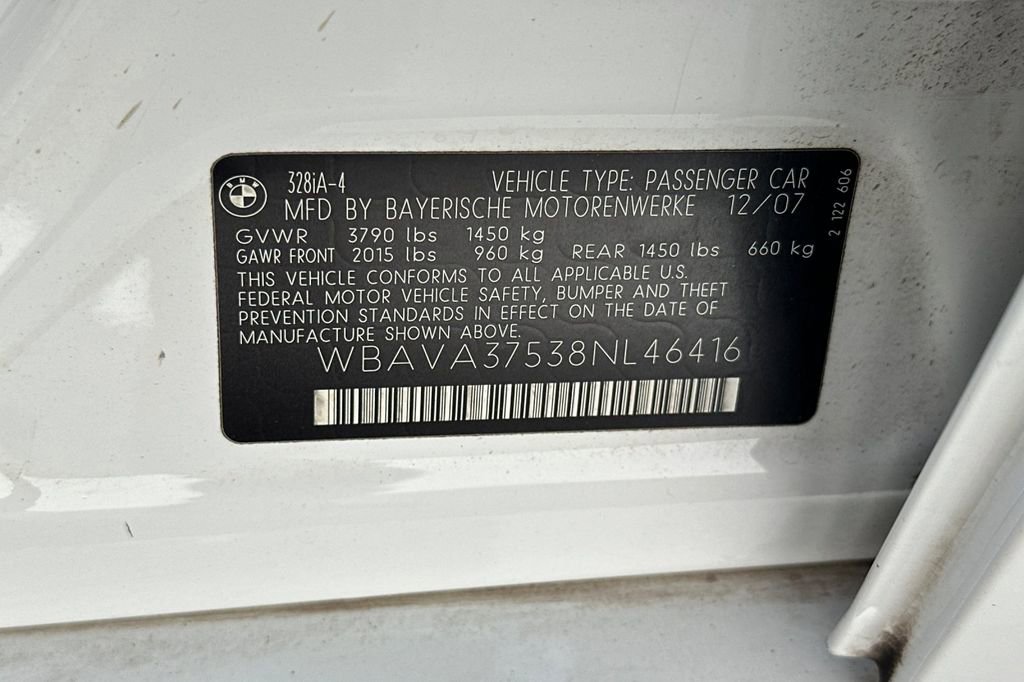 BMW
328iA-4 VEHICLE TYPE: PASSENGER CAR
MFD BY BAYERISCHE MOTORENWERKE 12/07
GVWR 3790 lbs 1450 kg
GAWR FRONT 2015 lbs 960 kg REAR 1450 lbs 660 kg
THIS VEHICLE CONFORMS TO ALL APPLICABLE U.S.
FEDERAL MOTOR VEHICLE SAFETY, BUMPER AND THEFT
PREVENTION STANDARDS IN EFFECT ON THE DATE OF
MANUFACTURE SHOWN ABOVE.
WBAVA37538NL46416
2 122 606